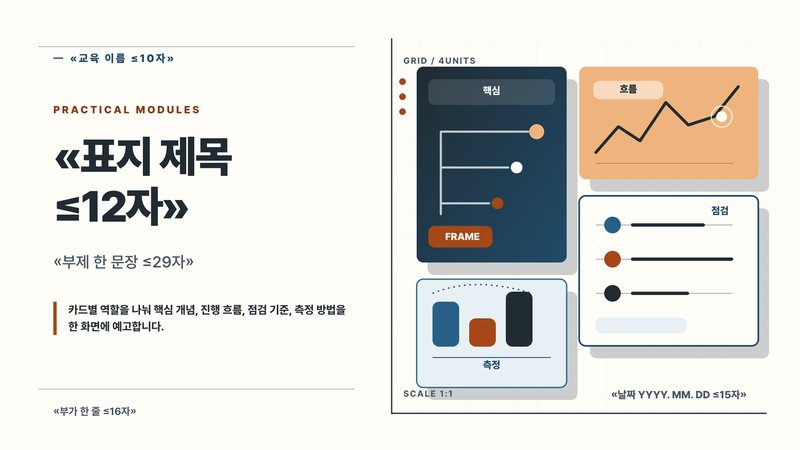 — «교육 이름 ≤10자»
PRACTICAL MODULES
«표지 제목
≤12자»
«부제 한 문장 ≤29자»
카드별 역할을 나눠 핵심 개념, 진행 흐름, 점검 기준, 측정 방법을
한 화면에 예고합니다.
«부가 한 줄 ≤16자»
GRID / 4UNITS
핵심
FRAME
흐름
점검
측정
SCALE 1:1
«날짜 YYYY. MM. DD ≤15자»